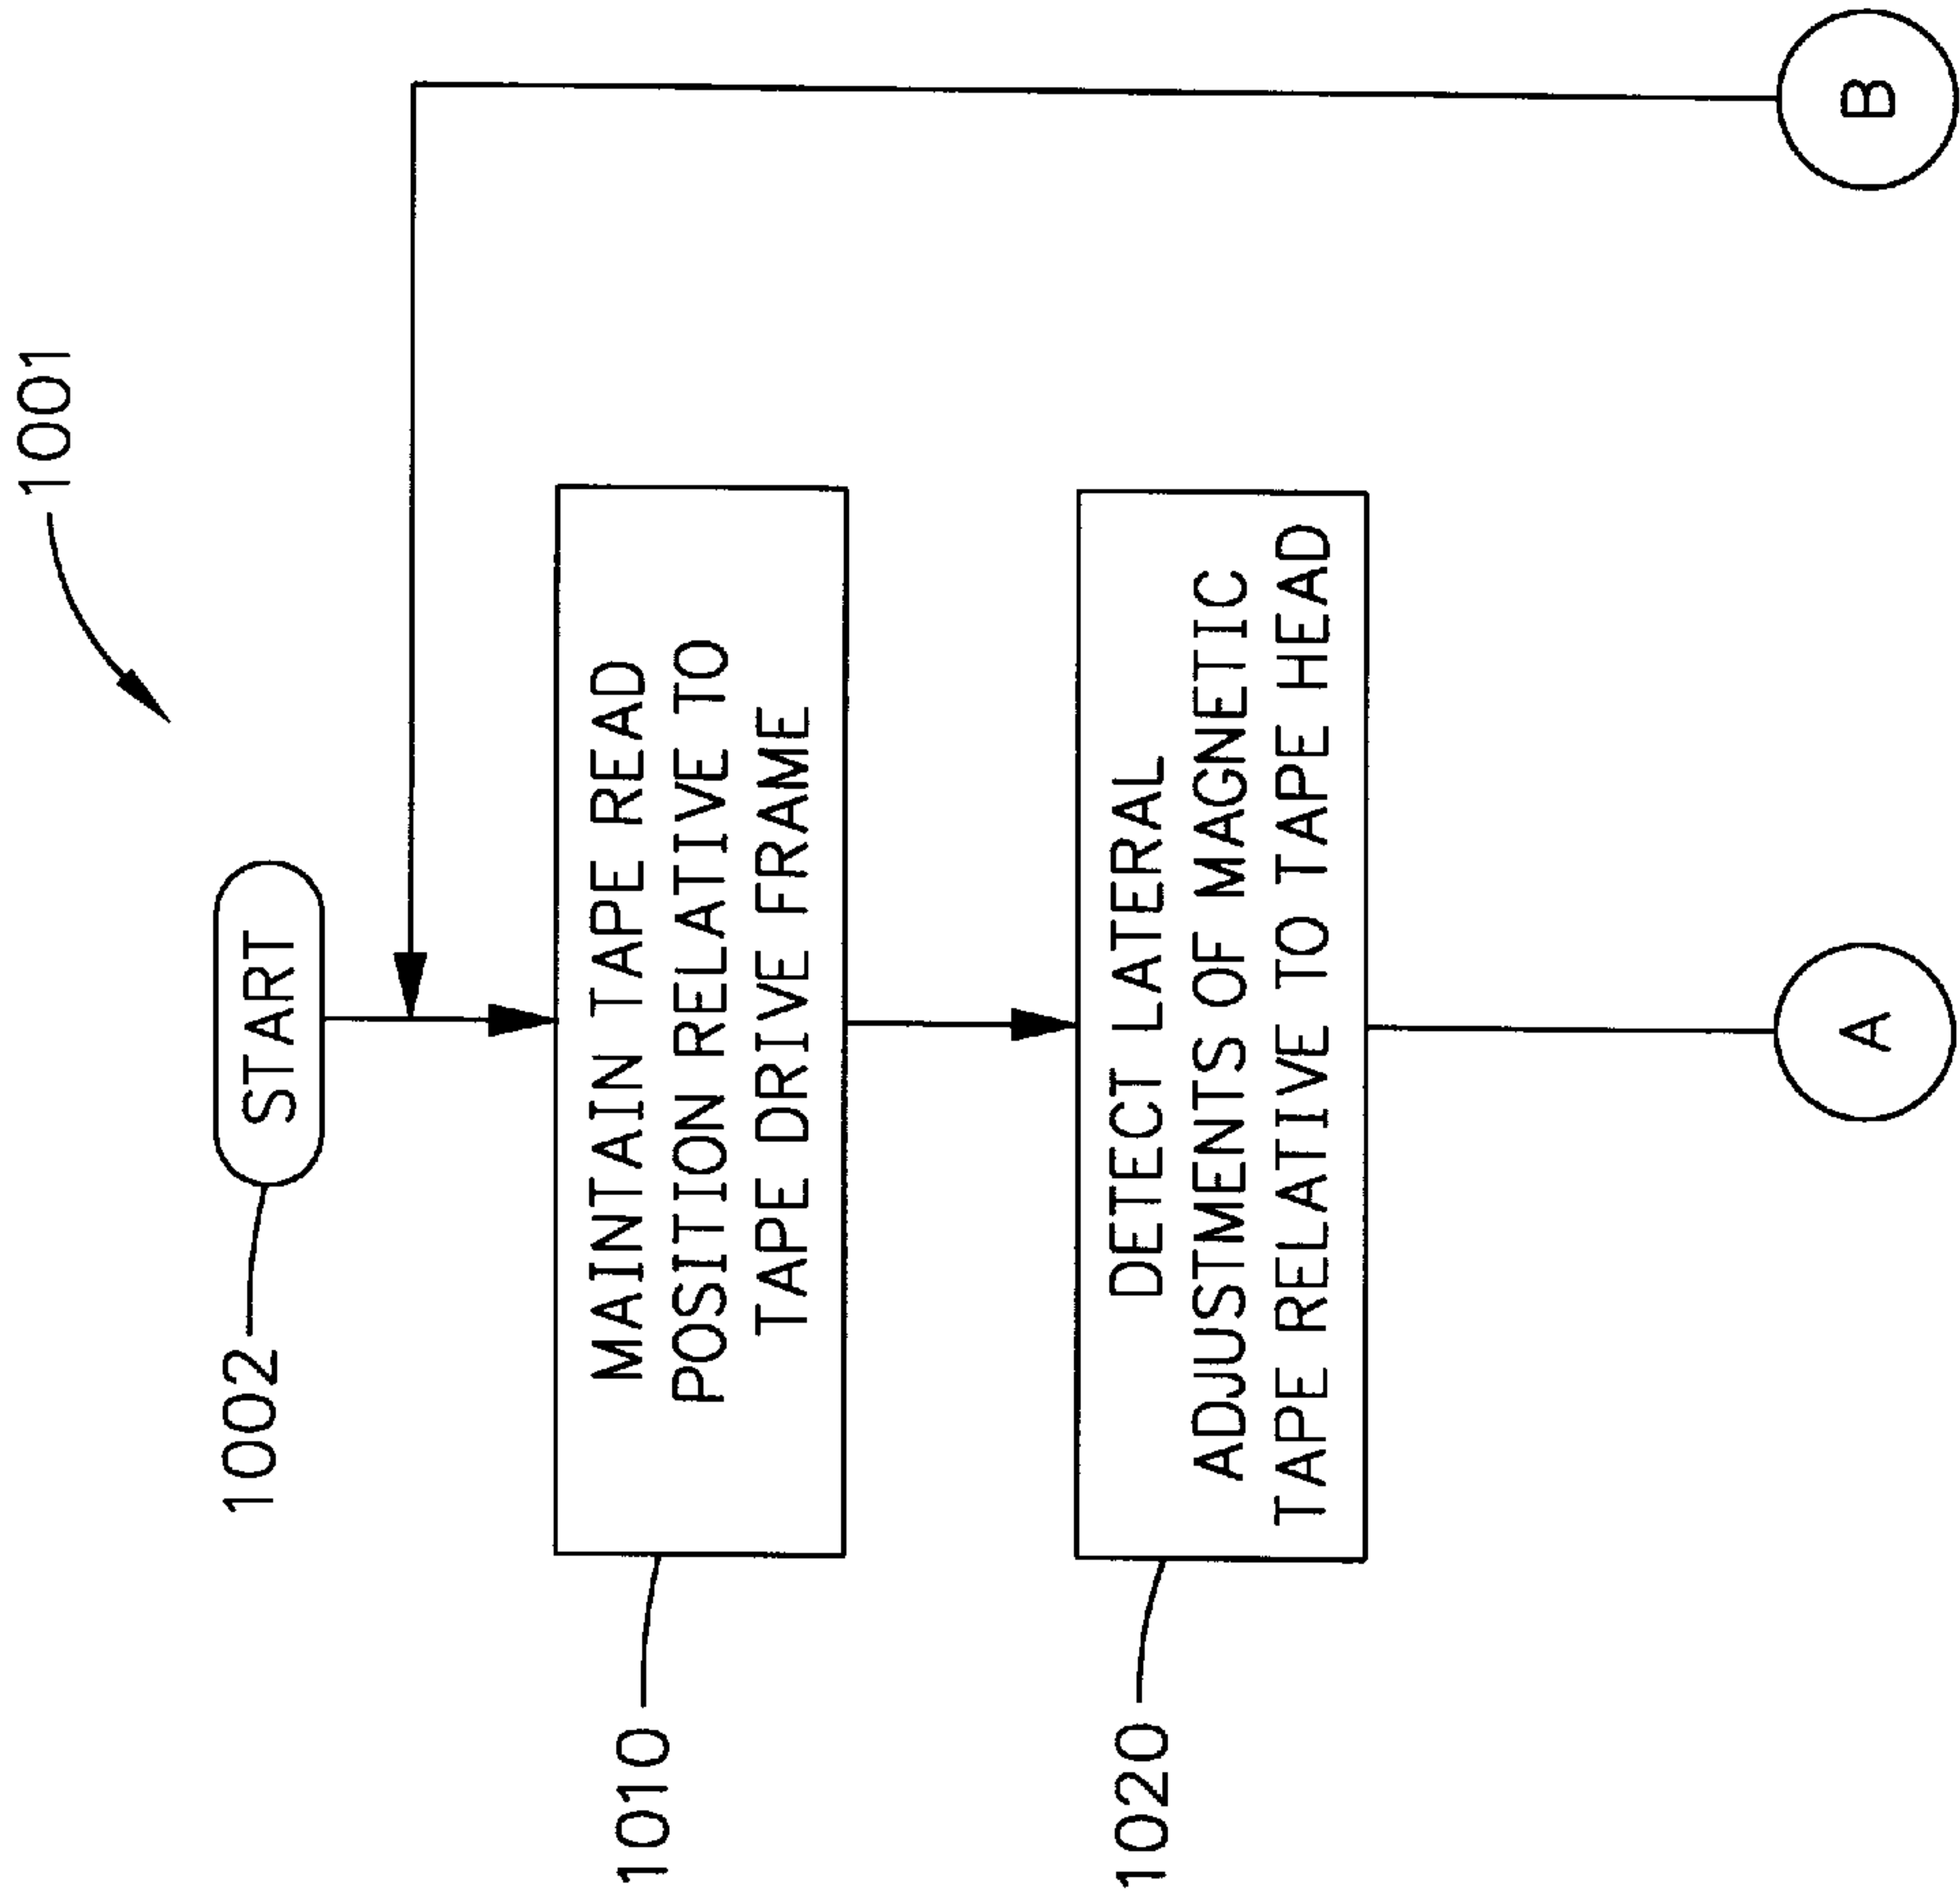 1001
1002
START
1010
MAINTAIN TAPE READ
POSITION RELATIVE TO
TAPE DRIVE FRAME
1020
DETECT LATERAL
ADJUSTMENTS OF MAGNETIC
TAPE RELATIVE TO TAPE HEAD
A
B